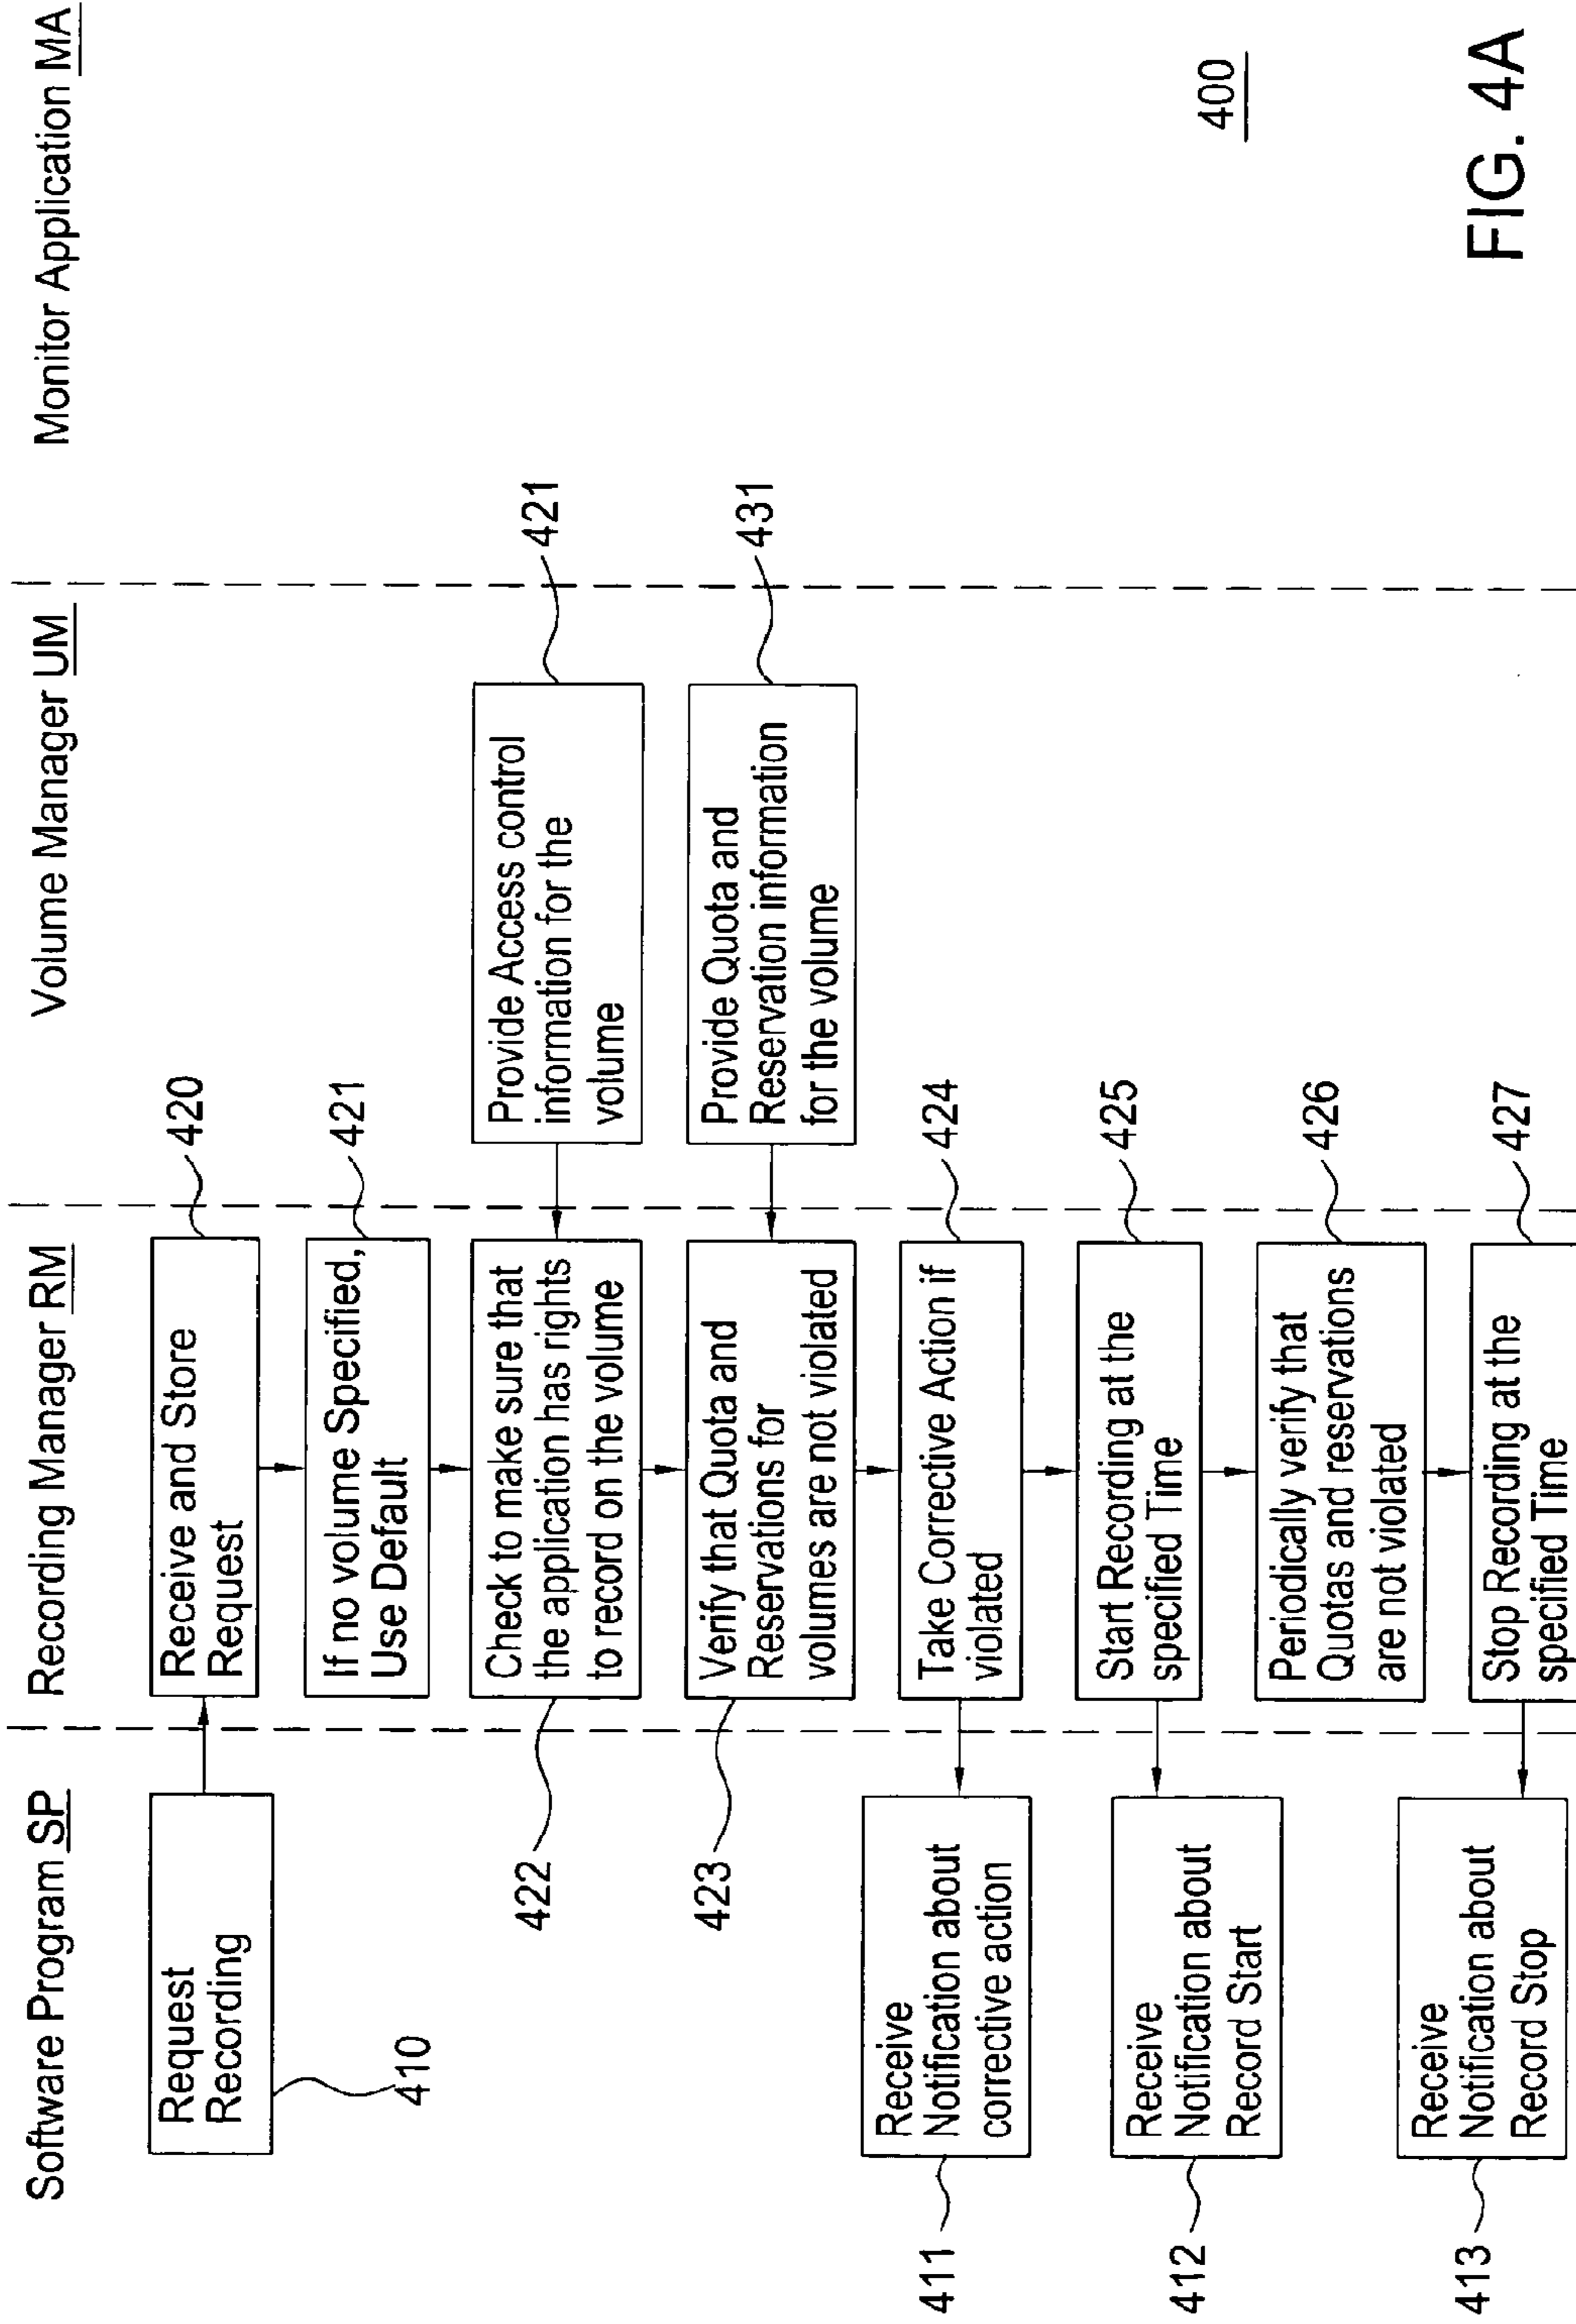 Software Program SP
Recording Manager RM
Volume Manager UM
Monitor Application MA
Request
Recording
410
Receive and Store
Request
420
If no volume Specified,
Use Default
421
Check to make sure that
the application has rights
to record on the volume
422
Provide Access control
information for the
volume
421
Verify that Quota and
Reservations for
volumes are not violated
423
Provide Quota and
Reservation information
for the volume
431
Take Corrective Action if
violated
424
Receive
Notification about
corrective action
411
Start Recording at the
specified Time
425
Receive
Notification about
Record Start
412
Periodically verify that
Quotas and reservations
are not violated
426
Stop Recording at the
specified Time
427
Receive
Notification about
Record Stop
413
400
FIG. 4A